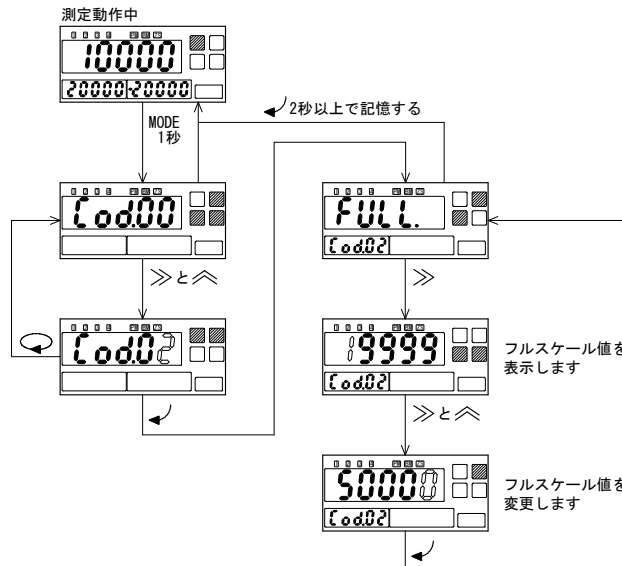 測定動作中
10000
20000 -20000
MODE
1秒
2秒以上で記憶する
Cod.00
FULL.
Cod.02
≫と︽
≫
Cod.02
19999
Cod.02
フルスケール値を
表示します
≫と︽
50000
Cod.02
フルスケール値を
変更します